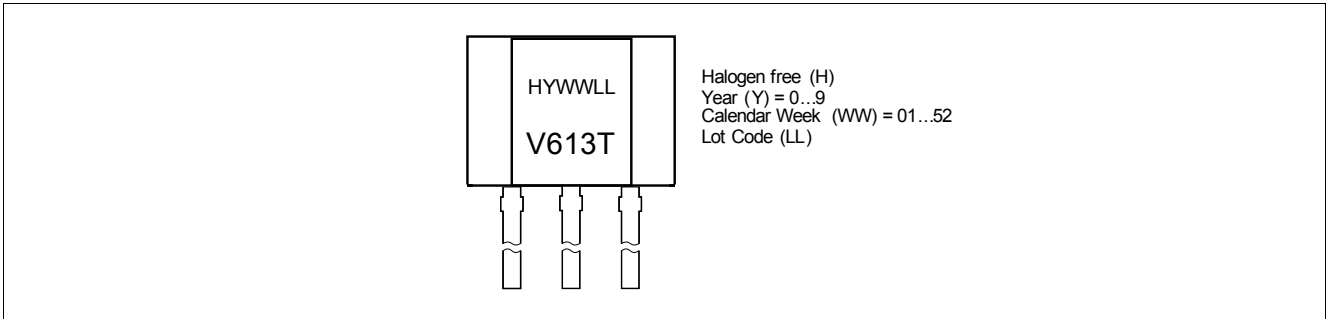 HYWWLL
V613T
Halogen free (H)
Year (Y) = 0...9
Calendar Week (WW) = 01...52
Lot Code (LL)